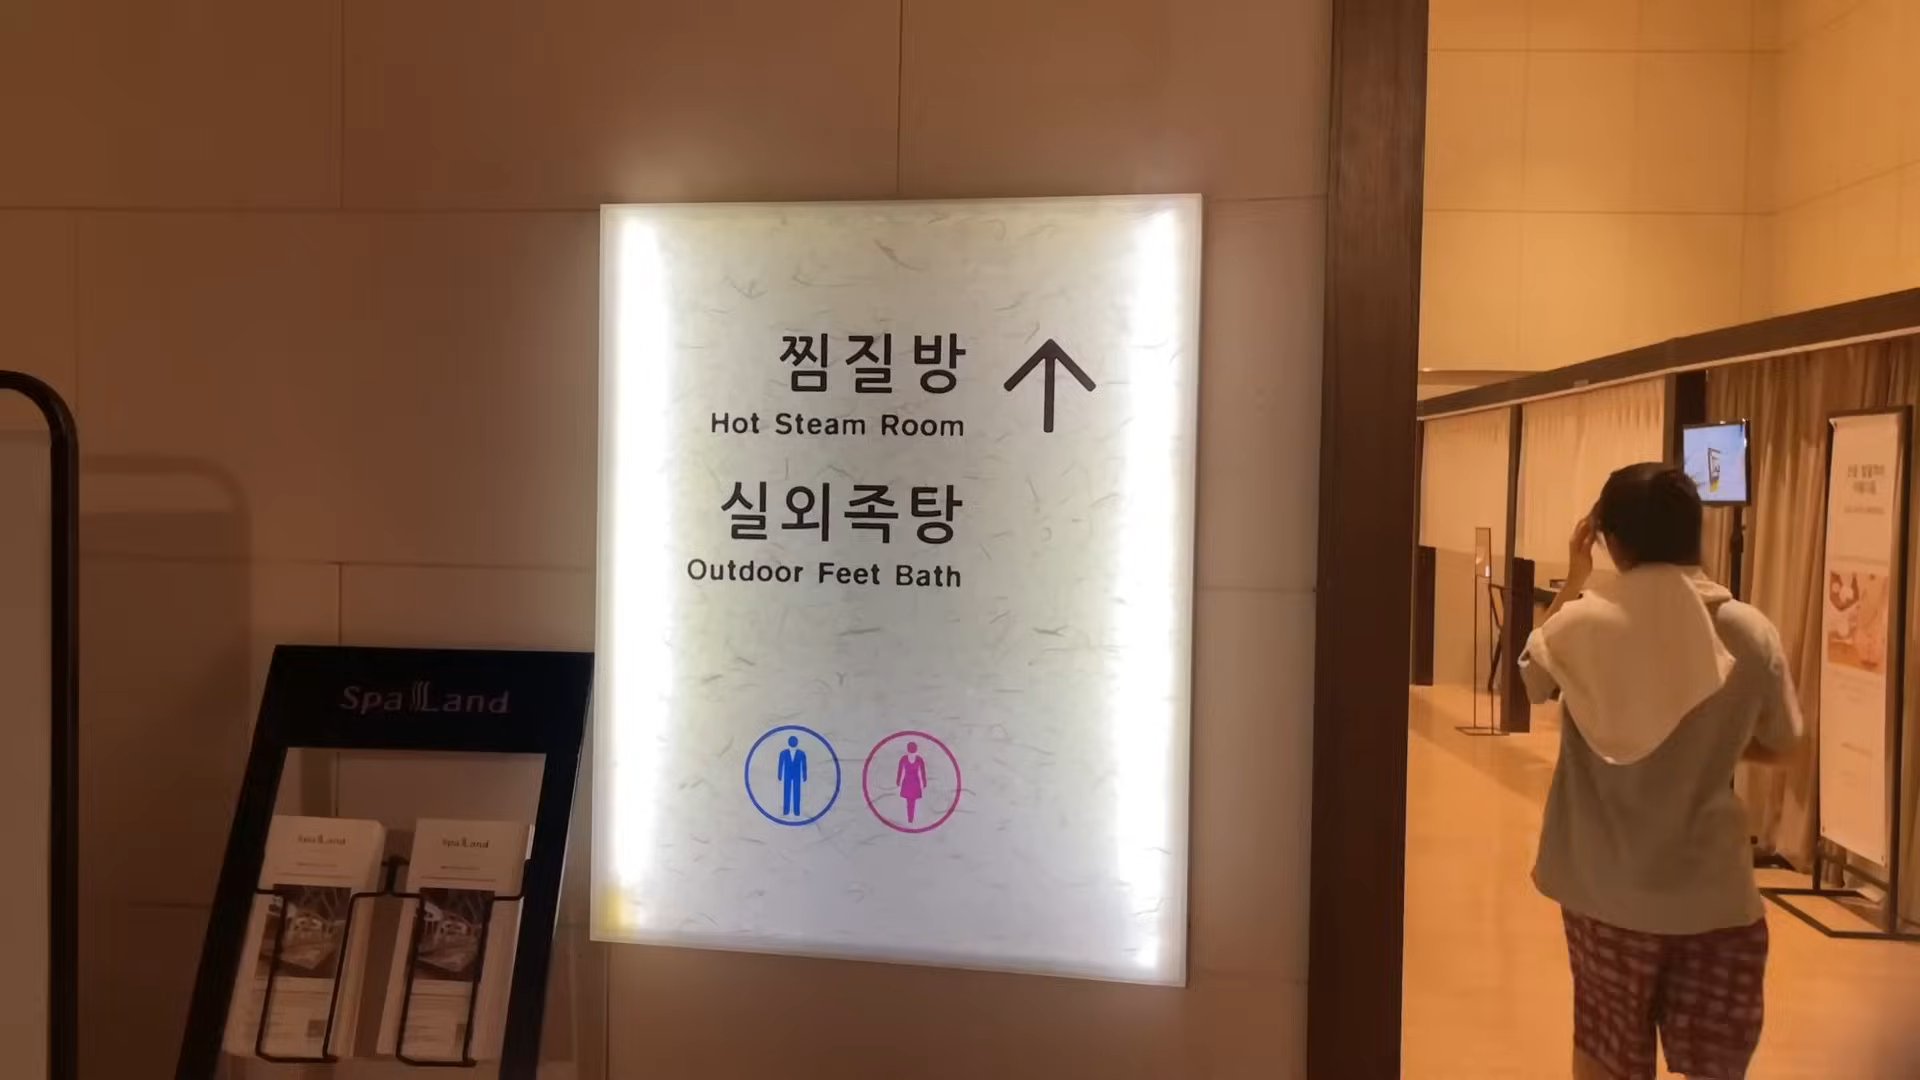 찜질방
Hot Steam Room
실외족탕
Outdoor Feet Bath
Spa Land
Spa Land
Spa Land